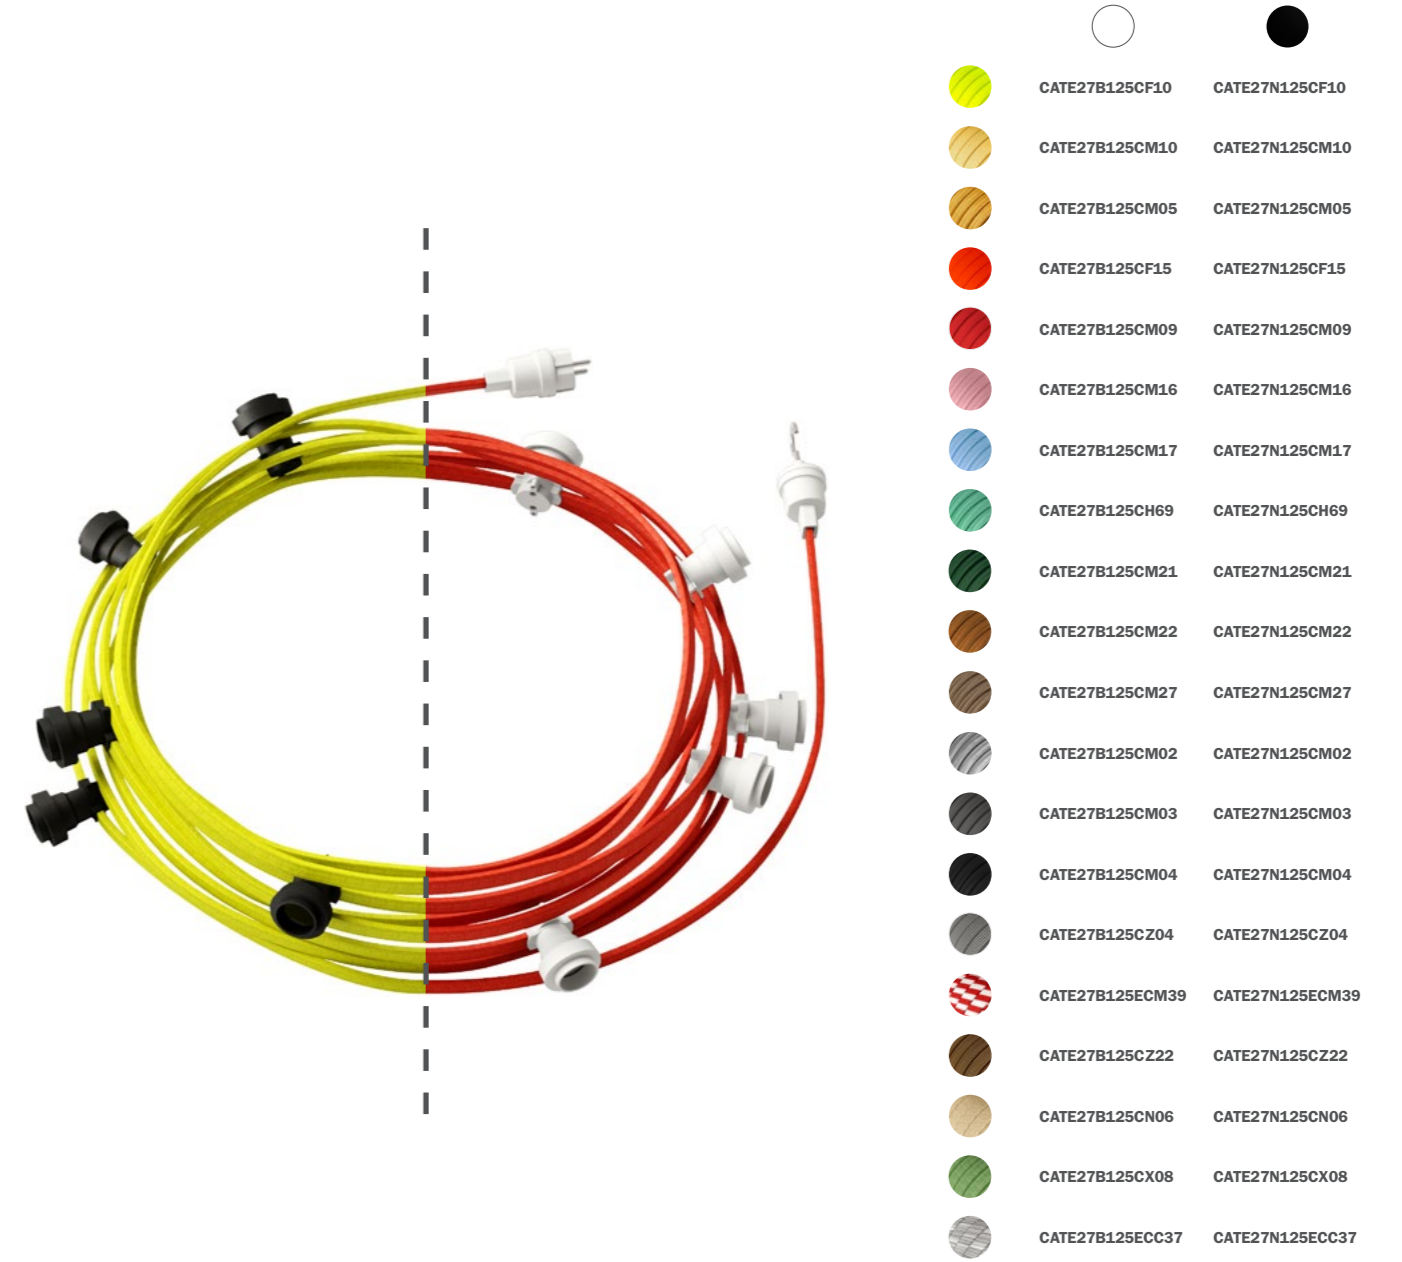 CATE27B125CF10 CATE27N125CF10
CATE27B125CM10 CATE27N125CM10
CATE27B125CM05 CATE27N125CM05
CATE27B125CF15 CATE27N125CF15
CATE27B125CM09 CATE27N125CM09
CATE27B125CM16 CATE27N125CM16
CATE27B125CM17 CATE27N125CM17
CATE27B125CH69 CATE27N125CH69
CATE27B125CM21 CATE27N125CM21
CATE27B125CM22 CATE27N125CM22
CATE27B125CM27 CATE27N125CM27
CATE27B125CM02 CATE27N125CM02
CATE27B125CM03 CATE27N125CM03
CATE27B125CM04 CATE27N125CM04
CATE27B125CZ04 CATE27N125CZ04
CATE27B125ECM39 CATE27N125ECM39
CATE27B125CZ22 CATE27N125CZ22
CATE27B125CN06 CATE27N125CN06
CATE27B125CX08 CATE27N125CX08
CATE27B125ECC37 CATE27N125ECC37